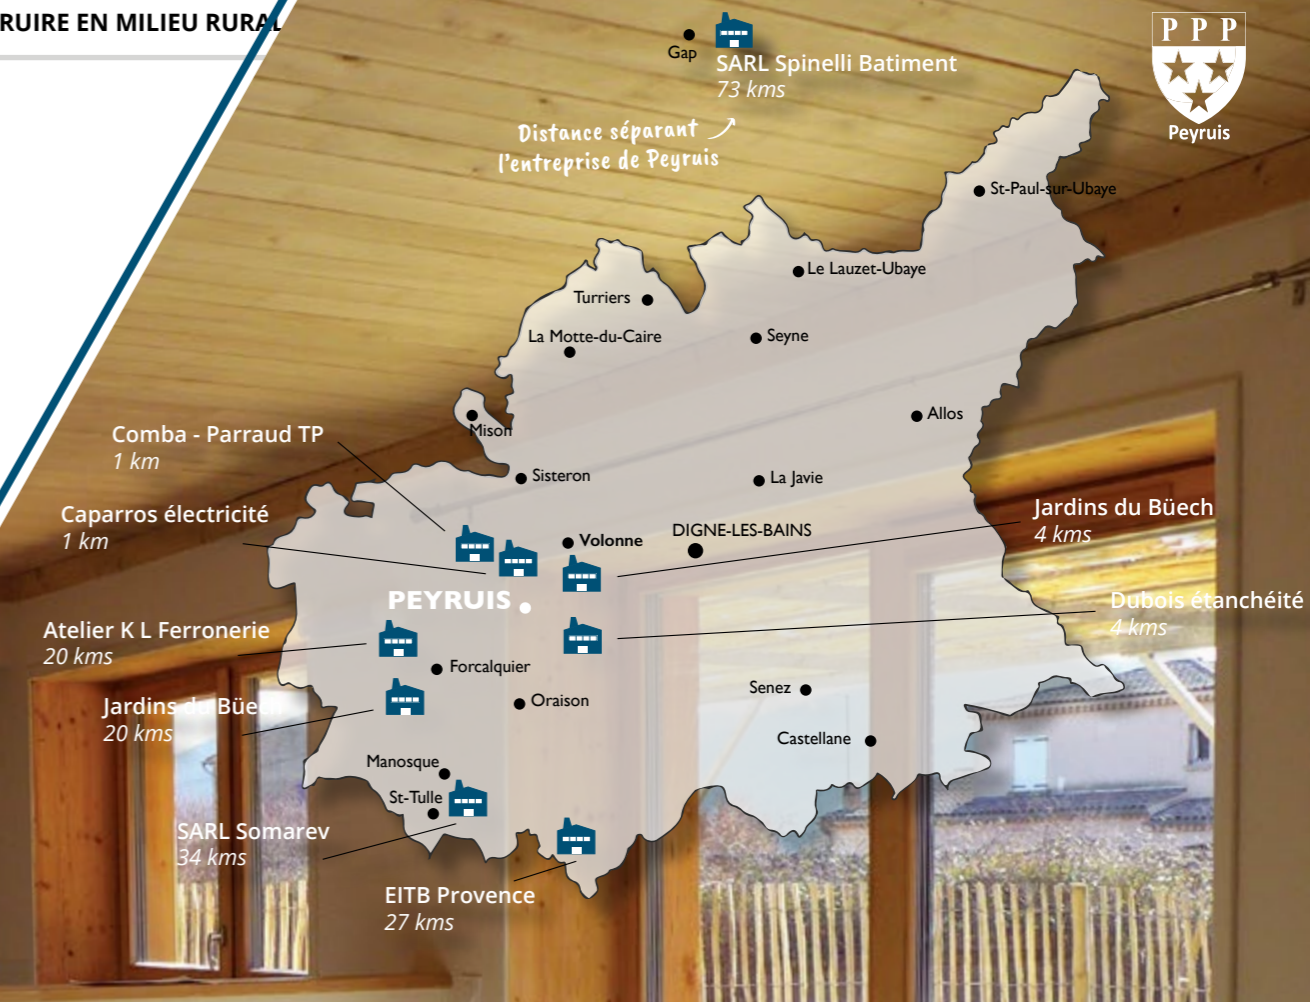 RUIRE EN MILIEU RURAL
Gap
SARL Spinelli Batiment
73 kms
Distance séparant
l'entreprise de Peyruis
P P P
Peyruis
St-Paul-sur-Ubaye
Le Lauzet-Ubaye
Turriers
La Motte-du-Caire
Seyne
Allos
Mison
Comba - Parraud TP
1 km
Sisteron
La Javie
Caparros électricité
1 km
Jardins du Büech
4 kms
Volonne
DIGNE-LES-BAINS
PEYRUIS
Dubois étanchéité
4 kms
Atelier K L Ferronerie
20 kms
Forcalquier
Jardins du Büech
20 kms
Oraison
Senez
Castellane
Manosque
St-Tulle
SARL Somarev
34 kms
EITB Provence
27 kms